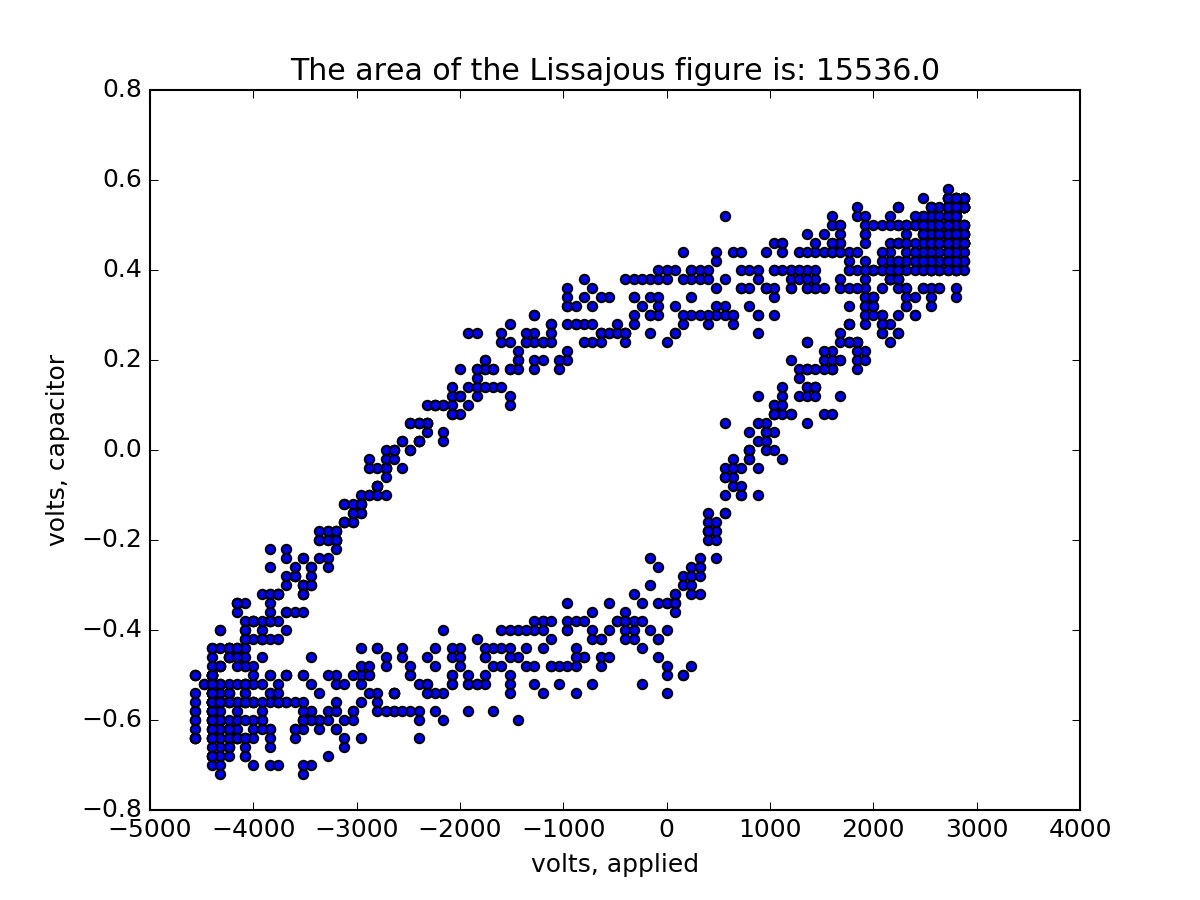 The area of the Lissajous figure is: 15536.0
0.8
0.6
0.4
0.2
0.0
−0.2
−0.4
−0.6
−0.8
volts, capacitor
−5000 −4000 −3000 −2000 −1000 0 1000 2000 3000 4000
volts, applied